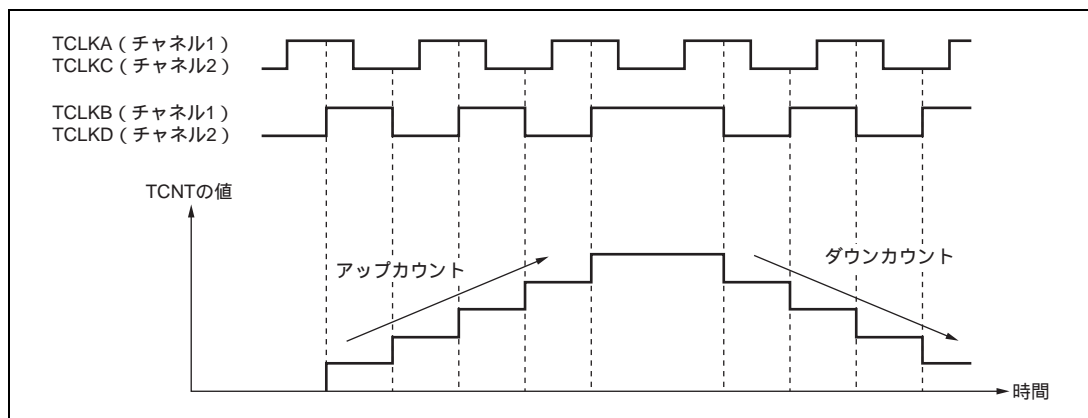 TCLKA（チャネル1）
TCLKC（チャネル2）
TCLKB（チャネル1）
TCLKD（チャネル2）
TCNTの値
アップカウント
ダウンカウント
時間